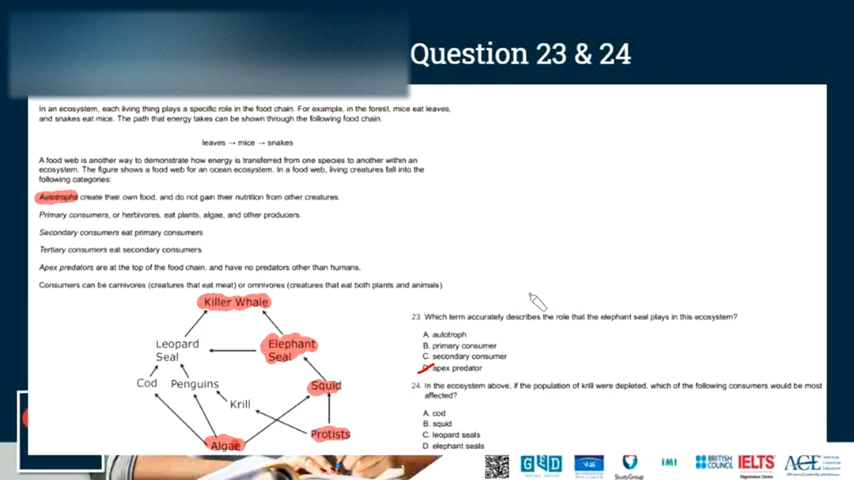 Question 23 & 24
In an ecosystem, each living thing plays a specific role in the food chain. For example, in the forest, mice eat leaves,
and snakes eat mice. The path that energy takes can be shown through the following food chain.
leaves → mice → snakes
A food web is another way to demonstrate how energy is transferred from one species to another within an
ecosystem. The figure shows a food web for an ocean ecosystem. In a food web, living creatures fall into the
following categories:
Autotrophs create their own food, and do not gain their nutrition from other creatures.
Primary consumers, or herbivores, eat plants, algae, and other producers.
Secondary consumers eat primary consumers
Tertiary consumers eat secondary consumers
Apex predators are at the top of the food chain, and have no predators other than humans.
Consumers can be carnivores (creatures that eat meat) or omnivores (creatures that eat both plants and animals)
Killer Whale
Leopard
Seal
Elephant
Seal
Cod
Penguins
Squid
Krill
Protists
Algae
23. Which term accurately describes the role that the elephant seal plays in this ecosystem?
A. autotroph
B. primary consumer
C. secondary consumer
D. apex predator
24. In the ecosystem above, if the population of krill were depleted, which of the following consumers would be most
affected?
A. cod
B. squid
C. leopard seals
D. elephant seals
GED
VUE
StudyGroup
IMI
BRITISH
COUNCIL
IELTS
Registration Centre
ACE